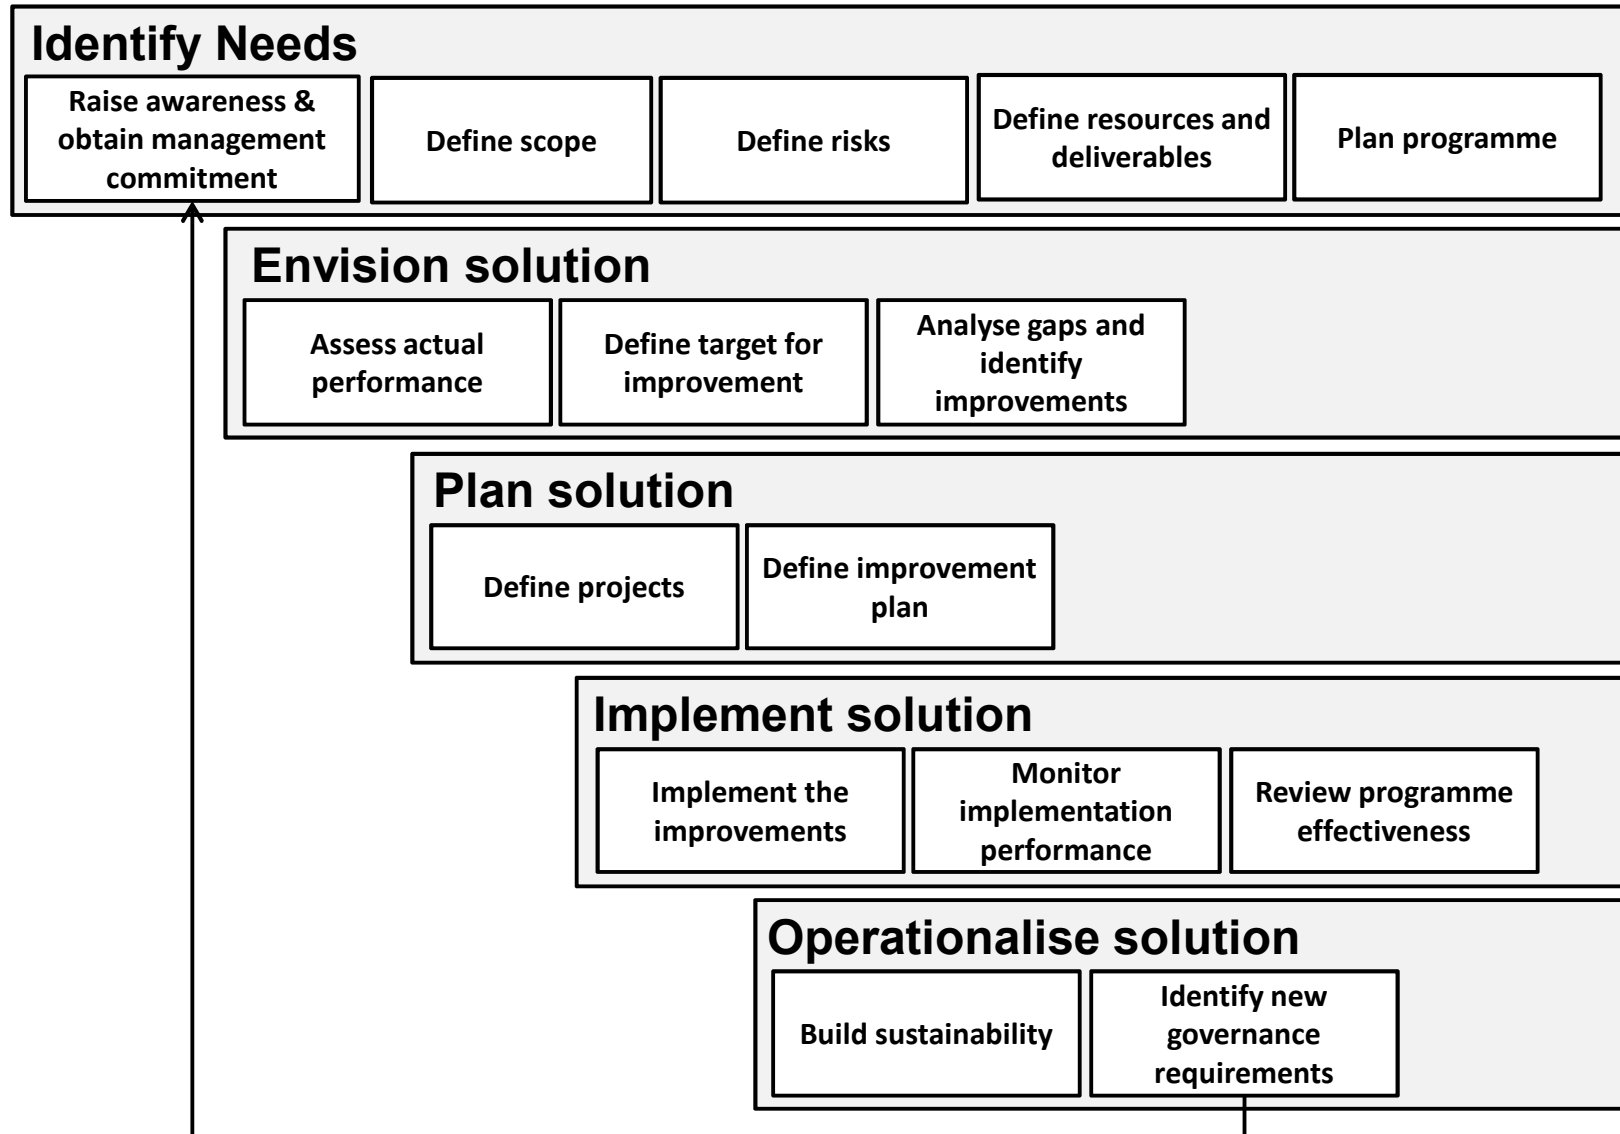 Identify Needs
Raise awareness &
obtain management
commitment
Define scope
Define risks
Define resources and
deliverables
Plan programme
Envision solution
Assess actual
performance
Define target for
improvement
Analyse gaps and
identify
improvements
Plan solution
Define projects
Define improvement
plan
Implement solution
Implement the
improvements
Monitor
implementation
performance
Review programme
effectiveness
Operationalise solution
Build sustainability
Identify new
governance
requirements